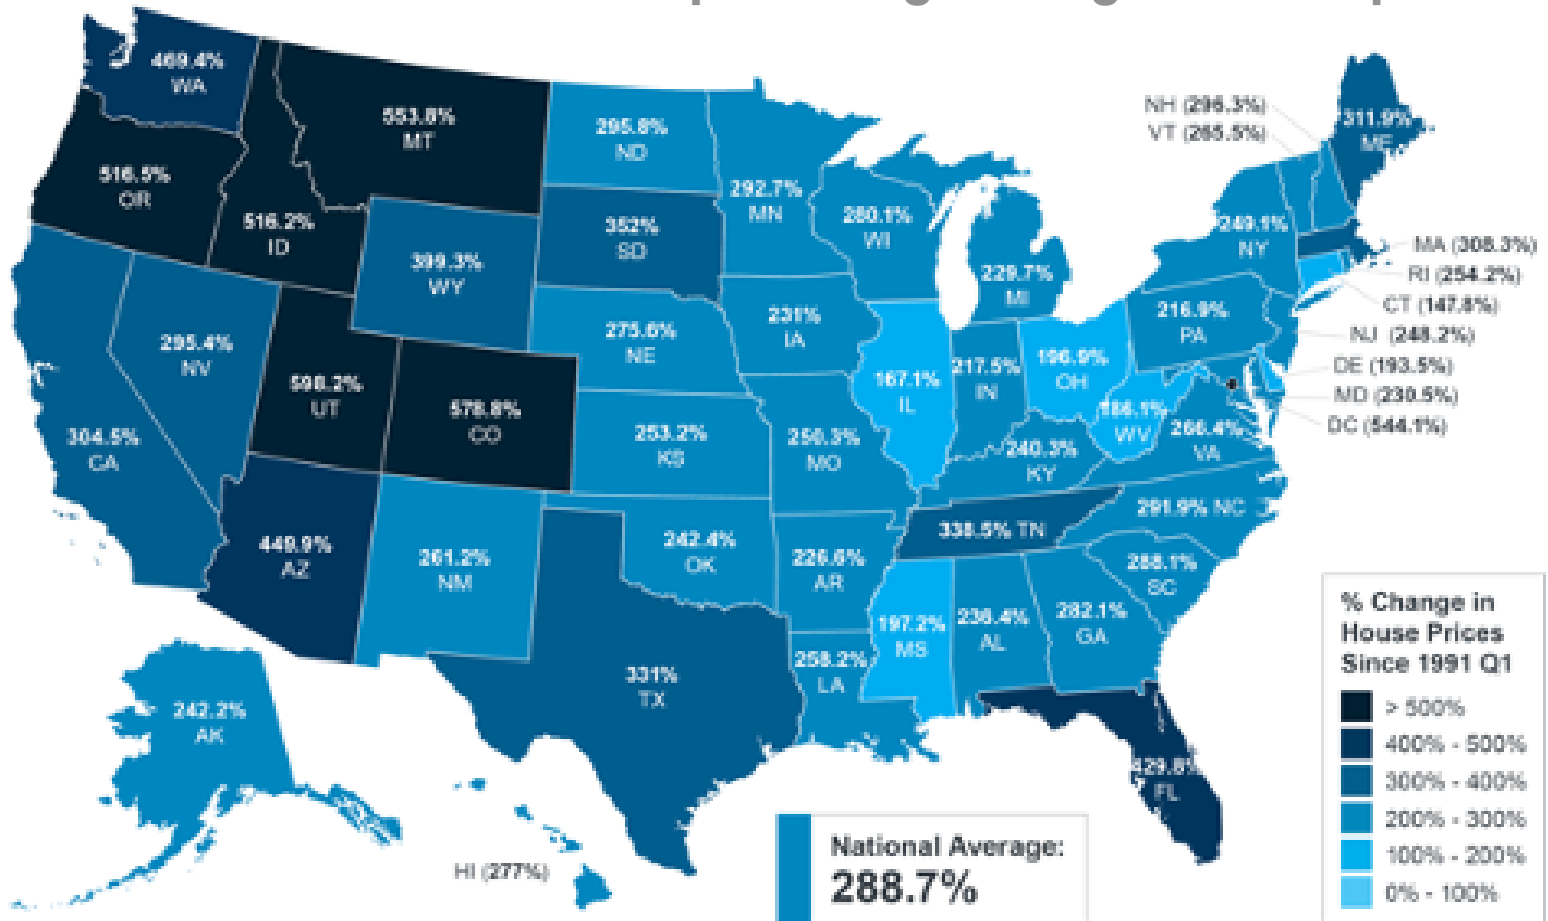 469.4%
WA
553.8%
MT
516.5%
OR
516.2%
ID
399.3%
WY
295.4%
NV
598.2%
UT
578.8%
CO
304.5%
CA
449.9%
AZ
261.2%
NM
295.8%
ND
352%
SD
275.6%
NE
253.2%
KS
242.4%
OK
331%
TX
292.7%
MN
231%
IA
250.3%
MO
226.6%
AR
258.2%
LA
280.1%
WI
167.1%
IL
229.7%
MI
217.5%
IN
196.9%
OH
240.3%
KY
338.5% TN
197.2%
MS
236.4%
AL
282.1%
GA
429.8%
FL
288.1%
SC
291.9% NC
266.4%
VA
186.1%
WV
216.9%
PA
NY
311.9%
ME
NH (296.3%)
VT (265.5%)
MA (308.3%)
RI (254.2%)
CT (147.8%)
NJ (248.2%)
DE (193.5%)
MD (230.5%)
DC (544.1%)
242.2%
AK
HI (277%)
National Average:
288.7%
% Change in
House Prices
Since 1991 Q1
> 500%
400% - 500%
300% - 400%
200% - 300%
100% - 200%
0% - 100%